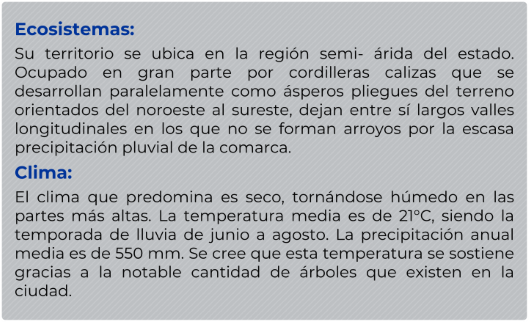 Ecosistemas:
Su territorio se ubica en la región semi- árida del estado.
Ocupado en gran parte por cordilleras calizas que se
desarrollan paralelamente como ásperos pliegues del terreno
orientados del noroeste al sureste, dejan entre sí largos valles
longitudinales en los que no se forman arroyos por la escasa
precipitación pluvial de la comarca.
Clima:
El clima que predomina es seco, tornándose húmedo en las
partes más altas. La temperatura media es de 21°C, siendo la
temporada de lluvia de junio a agosto. La precipitación anual
media es de 550 mm. Se cree que esta temperatura se sostiene
gracias a la notable cantidad de árboles que existen en la
ciudad.